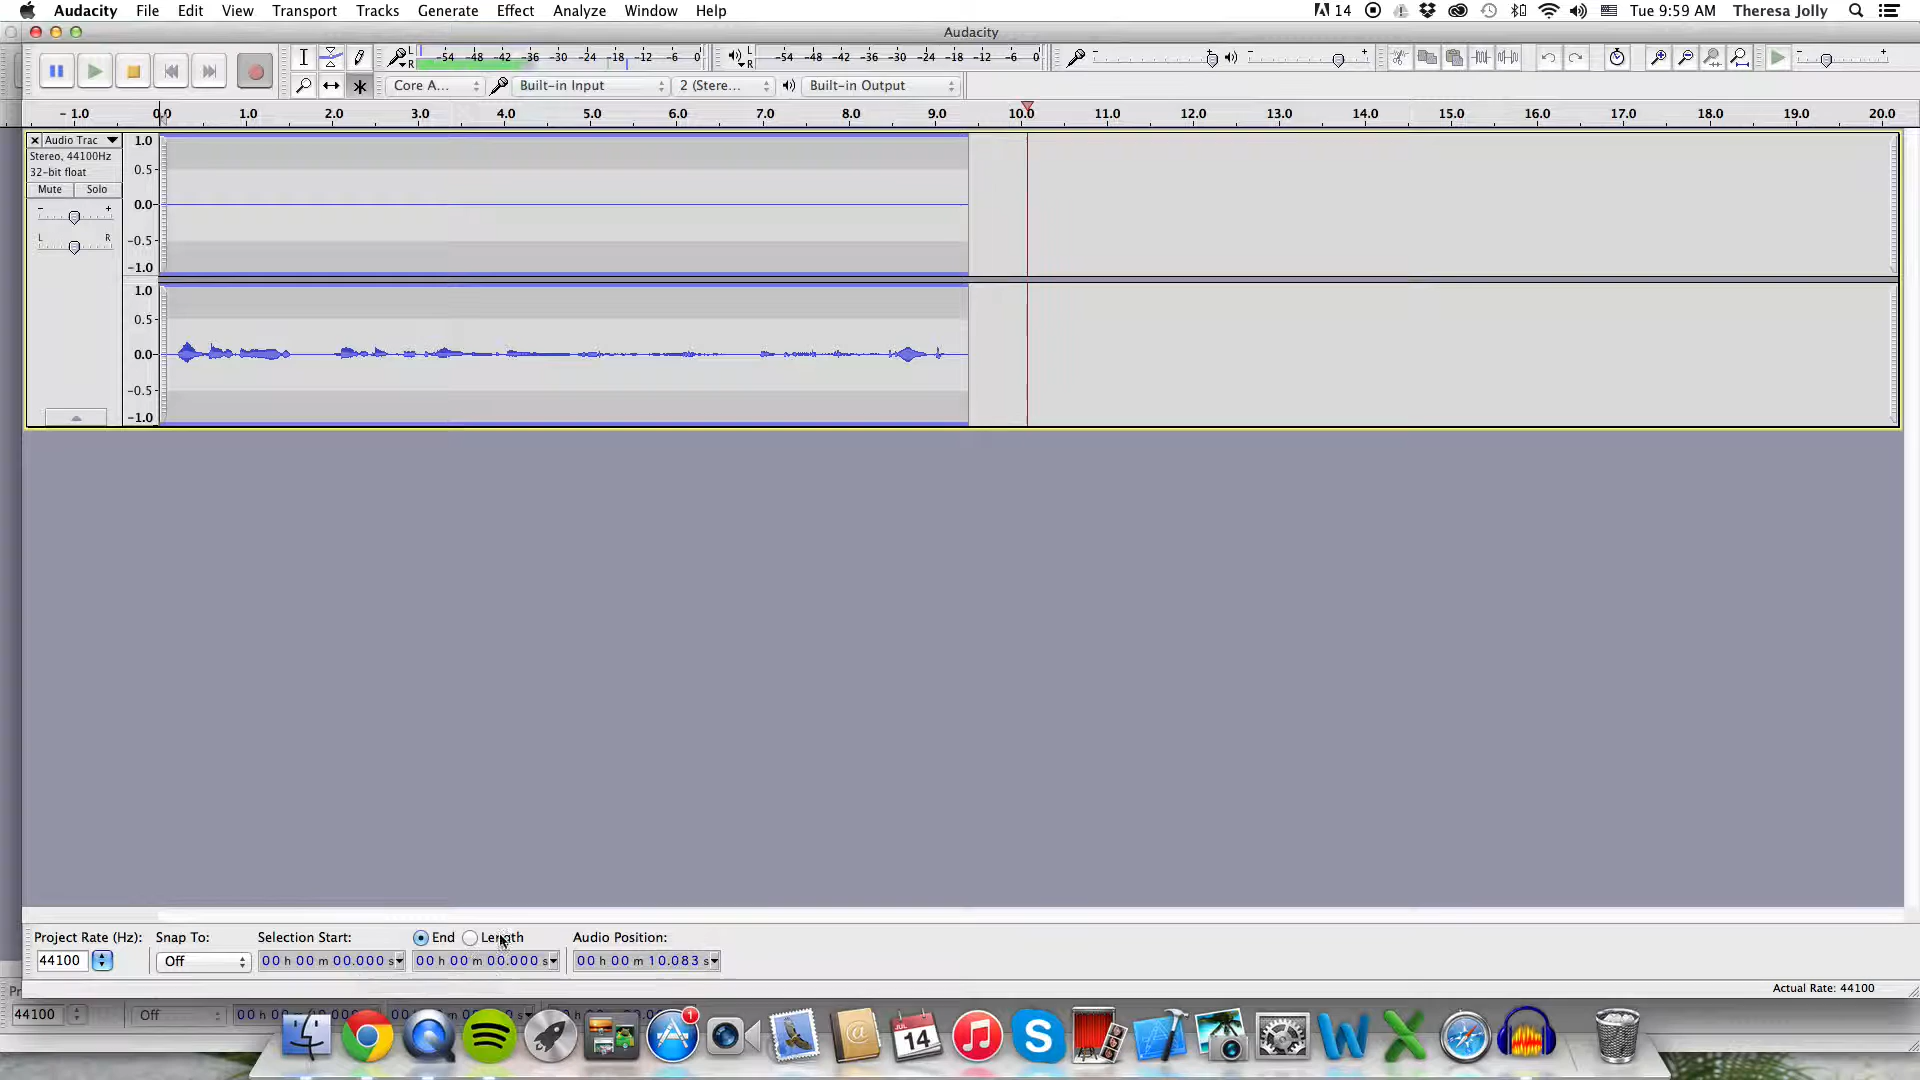 Audacity File Edit View Transport Tracks Generate Effect Analyze Window Help 14 Tue 9:59 AM Theresa Jolly
Audacity
L -54 -48 -42 -36 -30 -24 -18 -12 -6 0 L -54 -48 -42 -36 -30 -24 -18 -12 -6 0
R R
Core A... Built-in Input 2 (Stere... Built-in Output
- 1.0 0.0 1.0 2.0 3.0 4.0 5.0 6.0 7.0 8.0 9.0 10.0 11.0 12.0 13.0 14.0 15.0 16.0 17.0 18.0 19.0 20.0
Audio Trac 1.0
Stereo, 44100Hz
32-bit float 0.5
Mute Solo
- + 0.0
L R -0.5
-1.0
1.0
0.5
0.0
-0.5
-1.0
Project Rate (Hz): Snap To: Selection Start: End Length Audio Position:
44100 Off 00 h 00 m 00.000 s 00 h 00 m 00.000 s 00 h 00 m 10.083 s
Actual Rate: 44100
44100 Off
JUL
14
1